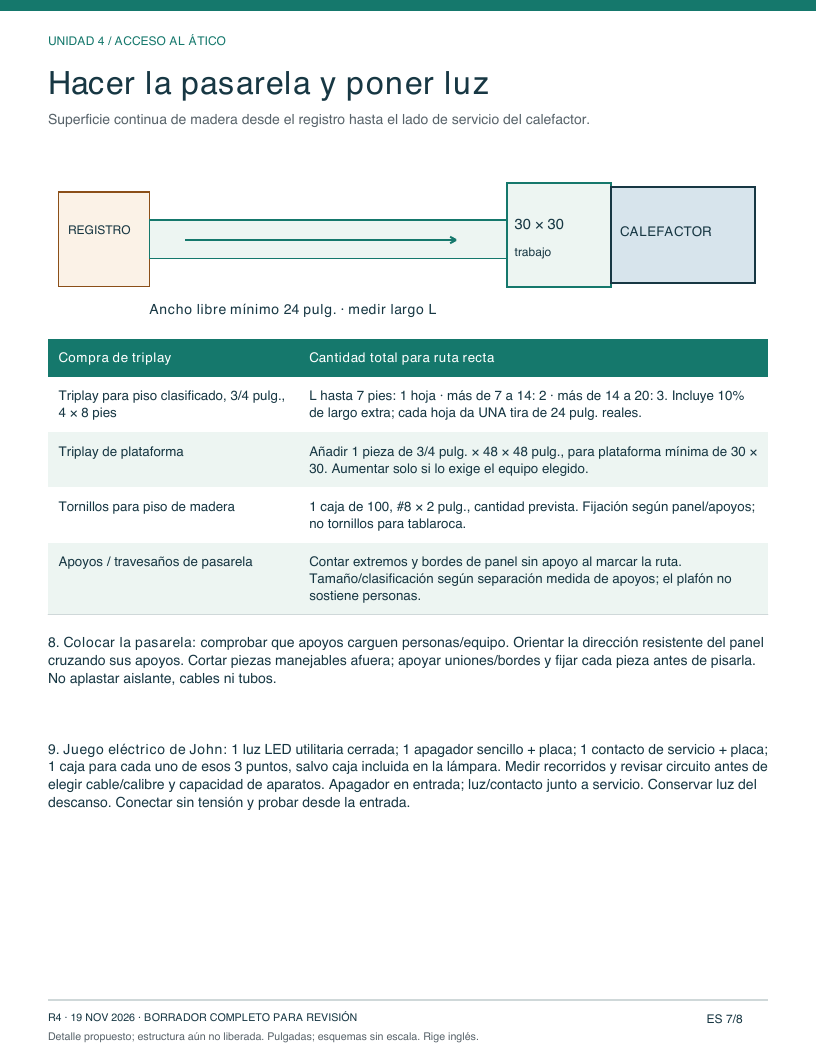 UNIDAD 4 / ACCESO AL ÁTICO
Hacer la pasarela y poner luz
Superficie continua de madera desde el registro hasta el lado de servicio del calefactor.
REGISTRO
30 × 30
trabajo
CALEFACTOR
Ancho libre mínimo 24 pulg. · medir largo L
Compra de triplay
Cantidad total para ruta recta
Triplay para piso clasificado, 3/4 pulg.,
4 × 8 pies
L hasta 7 pies: 1 hoja · más de 7 a 14: 2 · más de 14 a 20: 3. Incluye 10%
de largo extra; cada hoja da UNA tira de 24 pulg. reales.
Triplay de plataforma
Añadir 1 pieza de 3/4 pulg. × 48 × 48 pulg., para plataforma mínima de 30 ×
30. Aumentar solo si lo exige el equipo elegido.
Tornillos para piso de madera
1 caja de 100, #8 × 2 pulg., cantidad prevista. Fijación según panel/apoyos;
no tornillos para tablaroca.
Apoyos / travesaños de pasarela
Contar extremos y bordes de panel sin apoyo al marcar la ruta.
Tamaño/clasificación según separación medida de apoyos; el plafón no
sostiene personas.
8. Colocar la pasarela: comprobar que apoyos carguen personas/equipo. Orientar la dirección resistente del panel
cruzando sus apoyos. Cortar piezas manejables afuera; apoyar uniones/bordes y fijar cada pieza antes de pisarla.
No aplastar aislante, cables ni tubos.
9. Juego eléctrico de John: 1 luz LED utilitaria cerrada; 1 apagador sencillo + placa; 1 contacto de servicio + placa;
1 caja para cada uno de esos 3 puntos, salvo caja incluida en la lámpara. Medir recorridos y revisar circuito antes de
elegir cable/calibre y capacidad de aparatos. Apagador en entrada; luz/contacto junto a servicio. Conservar luz del
descanso. Conectar sin tensión y probar desde la entrada.
R4 · 19 NOV 2026 · BORRADOR COMPLETO PARA REVISIÓN
ES 7/8
Detalle propuesto; estructura aún no liberada. Pulgadas; esquemas sin escala. Rige inglés.